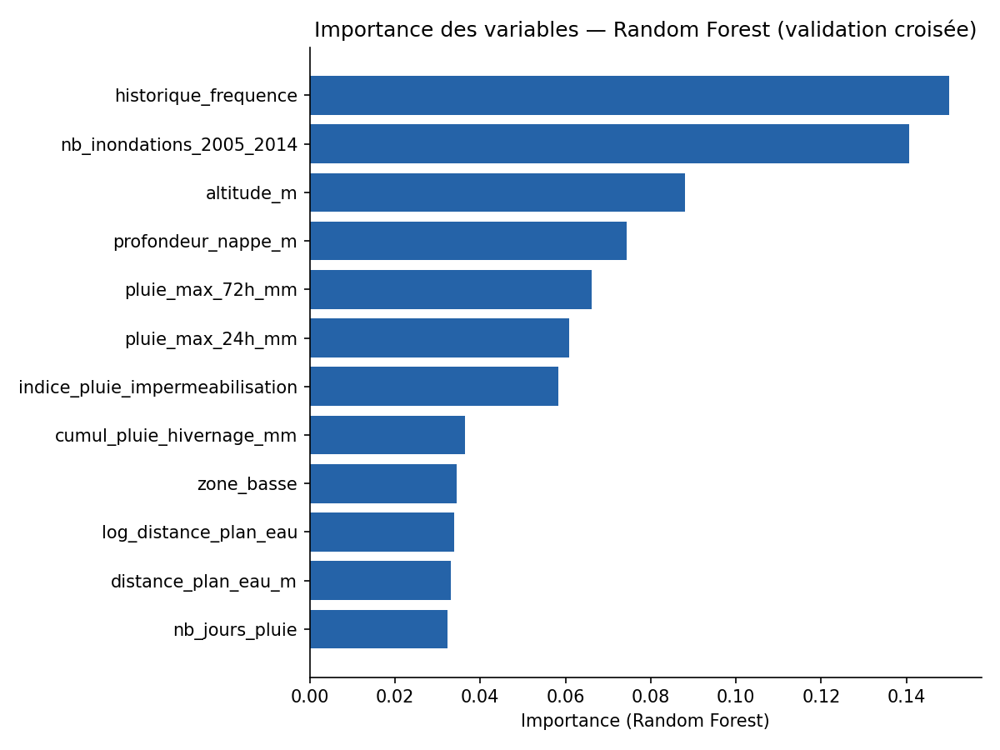 Importance des variables — Random Forest (validation croisée)
historique_frequence
nb_inondations_2005_2014
altitude_m
profondeur_nappe_m
pluie_max_72h_mm
pluie_max_24h_mm
indice_pluie_impermeabilisation
cumul_pluie_hivernage_mm
zone_basse
log_distance_plan_eau
distance_plan_eau_m
nb_jours_pluie
0.00 0.02 0.04 0.06 0.08 0.10 0.12 0.14
Importance (Random Forest)